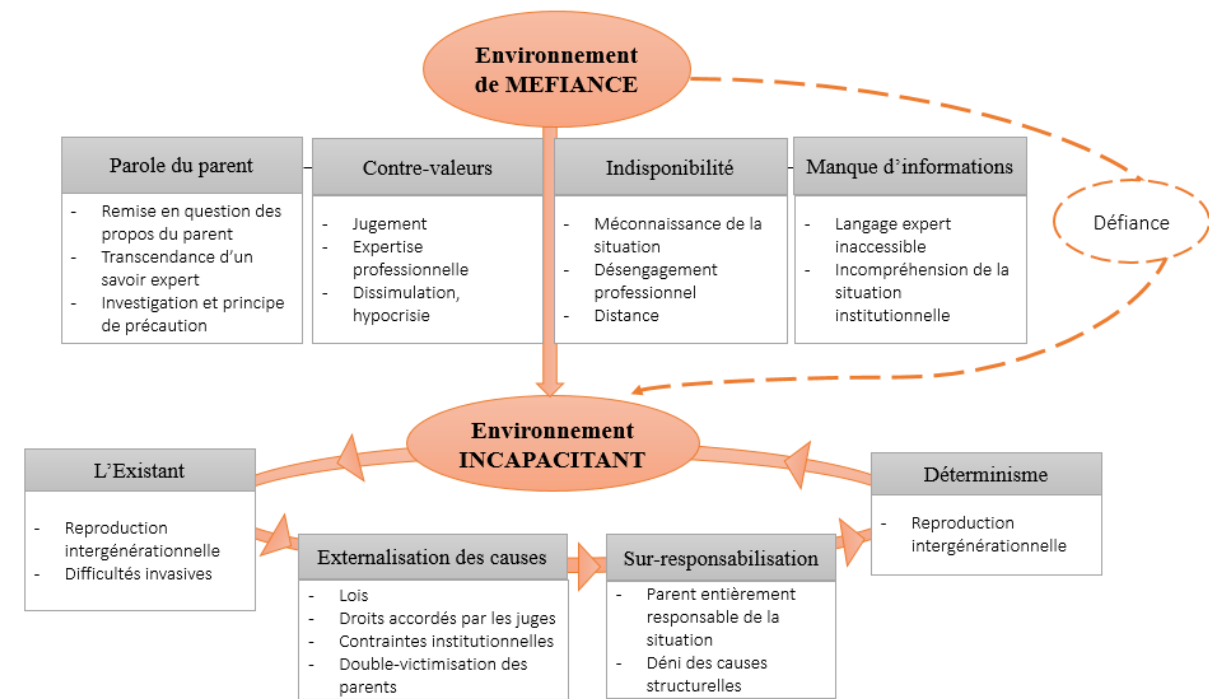 Environnement
de MEFIANCE
Parole du parent
- Remise en question des
propos du parent
- Transcendance d'un
savoir expert
- Investigation et principe
de précaution
Contre-valeurs
- Jugement
- Expertise
professionnelle
- Dissimulation,
hypocrisie
Indisponibilité
- Méconnaissance de la
situation
- Désengagement
professionnel
- Distance
Manque d'informations
- Langage expert
inaccessible
- Incompréhension de la
situation
institutionnelle
Défiance
Environnement
INCAPACITANT
L'Existant
- Reproduction
intergénérationnelle
- Difficultés invasives
Externalisation des causes
- Lois
- Droits accordés par les juges
- Contraintes institutionnelles
- Double-victimisation des
parents
Sur-responsabilisation
- Parent entièrement
responsable de la
situation
- Déni des causes
structurelles
Déterminisme
- Reproduction
intergénérationnelle